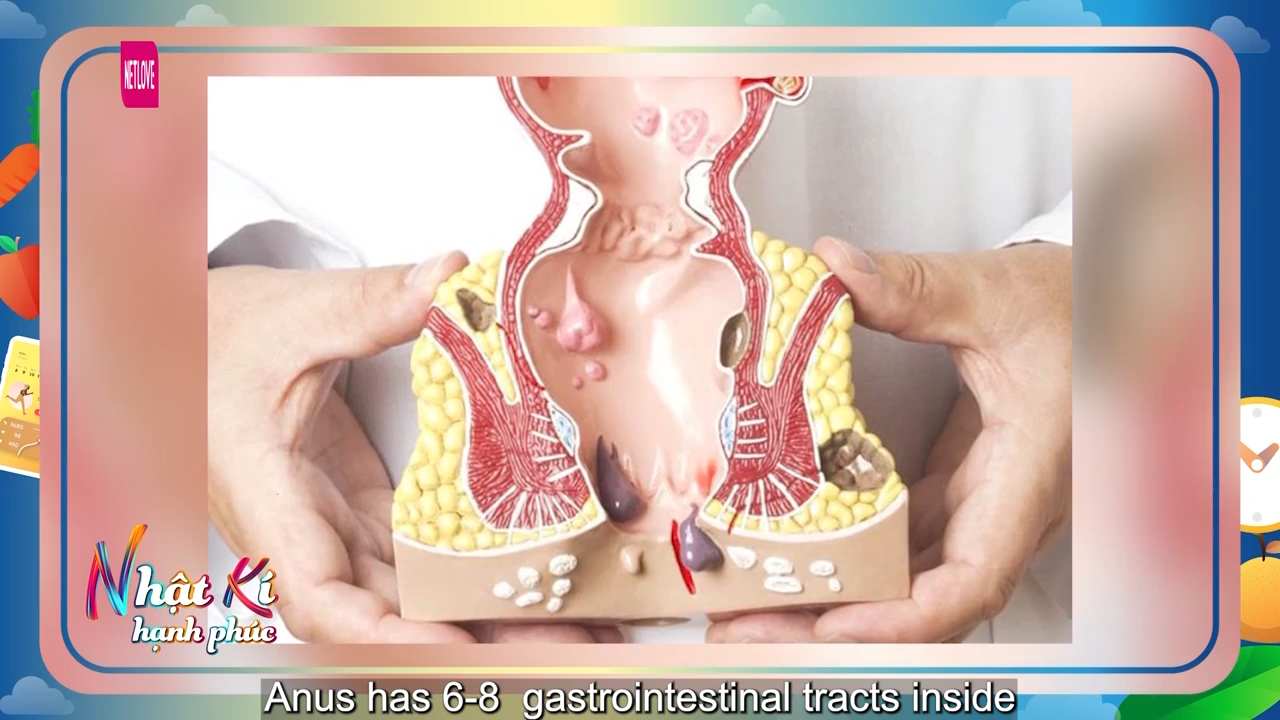 NETLOVE
Nhật Kí
hạnh phúc
Anus has 6-8 gastrointestinal tracts inside